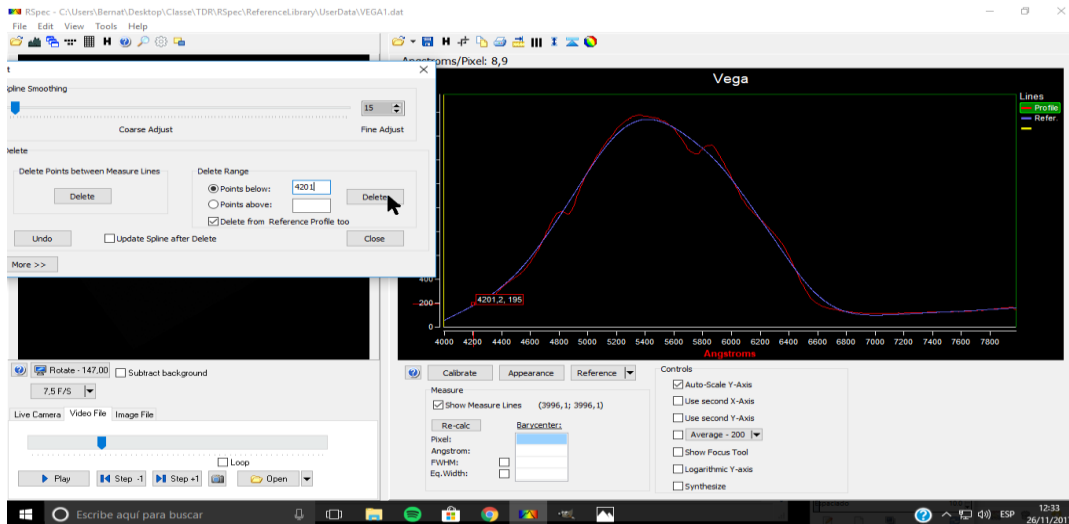 RSpec - C:\Users\Bernat\Desktop\Classe\TDR\RSpec\ReferenceLibrary\UserData\VEGA1.dat
File Edit View Tools Help
Angstroms/Pixel: 8,9
Spline Smoothing
15
Coarse Adjust
Fine Adjust
Delete
Delete Points between Measure Lines
Delete
Delete Range
Points below:
4201
Points above:
Delete
Delete from Reference Profile too
Undo
Update Spline after Delete
Close
More >>
Vega
Lines
Profile
Refer.
400
200
0
4201,2, 195
4000 4200 4400 4600 4800 5000 5200 5400 5600 5800 6000 6200 6400 6600 6800 7000 7200 7400 7600 7800
Angstroms
Rotate - 147,00
Subtract background
7,5 F/S
Live Camera Video File Image File
Loop
Play
Step -1
Step +1
Open
Calibrate
Appearance
Reference
Measure
Show Measure Lines (3996,1; 3996,1)
Re-calc
Barycenter:
Pixel:
Angstrom:
FWHM:
Eq.Width:
Controls
Auto-Scale Y-Axis
Use second X-Axis
Use second Y-Axis
Average - 200
Show Focus Tool
Logarithmic Y-axis
Synthesize
Escribe aquí para buscar
ESP
12:33
26/11/201